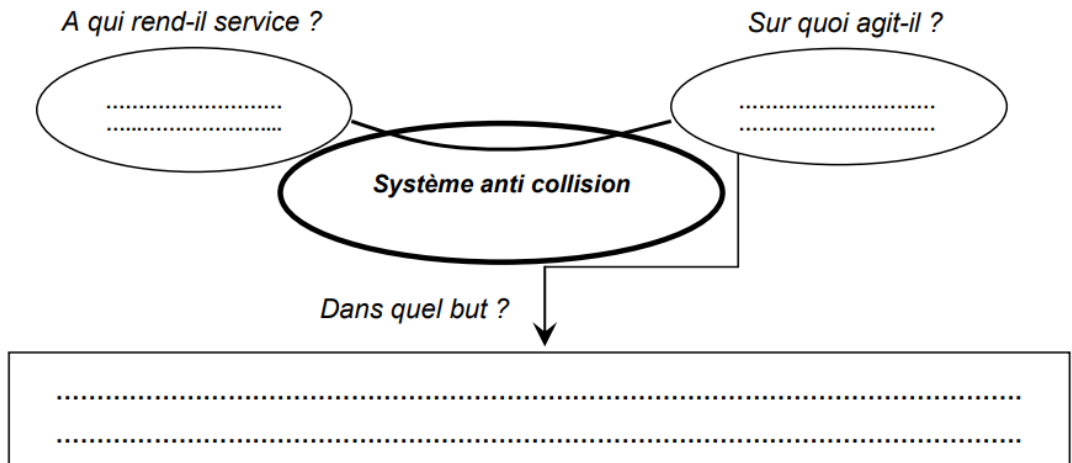 A qui rend-il service ?
Sur quoi agit-il ?
...........................
...........................
..............................
..............................
Système anti collision
Dans quel but ?
........................................................................................................................
........................................................................................................................